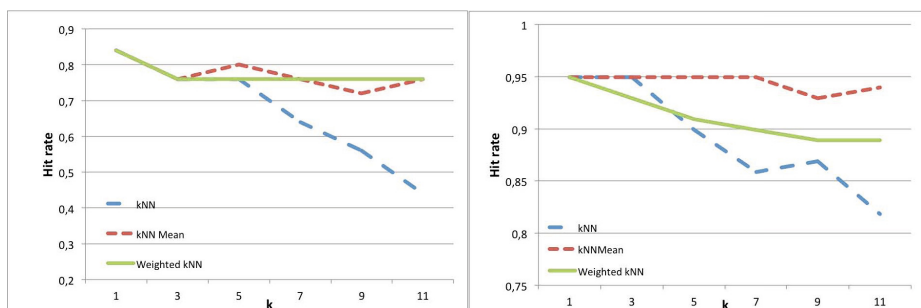 0,9
0,8
0,7
0,6
0,5
0,4
0,3
0,2
Hit rate
kNN
kNN Mean
Weighted kNN
1 3 5 7 9 11
k
1
0,95
0,9
0,85
0,8
0,75
Hit rate
kNN
kNNMean
Weighted kNN
1 3 5 7 9 11
k